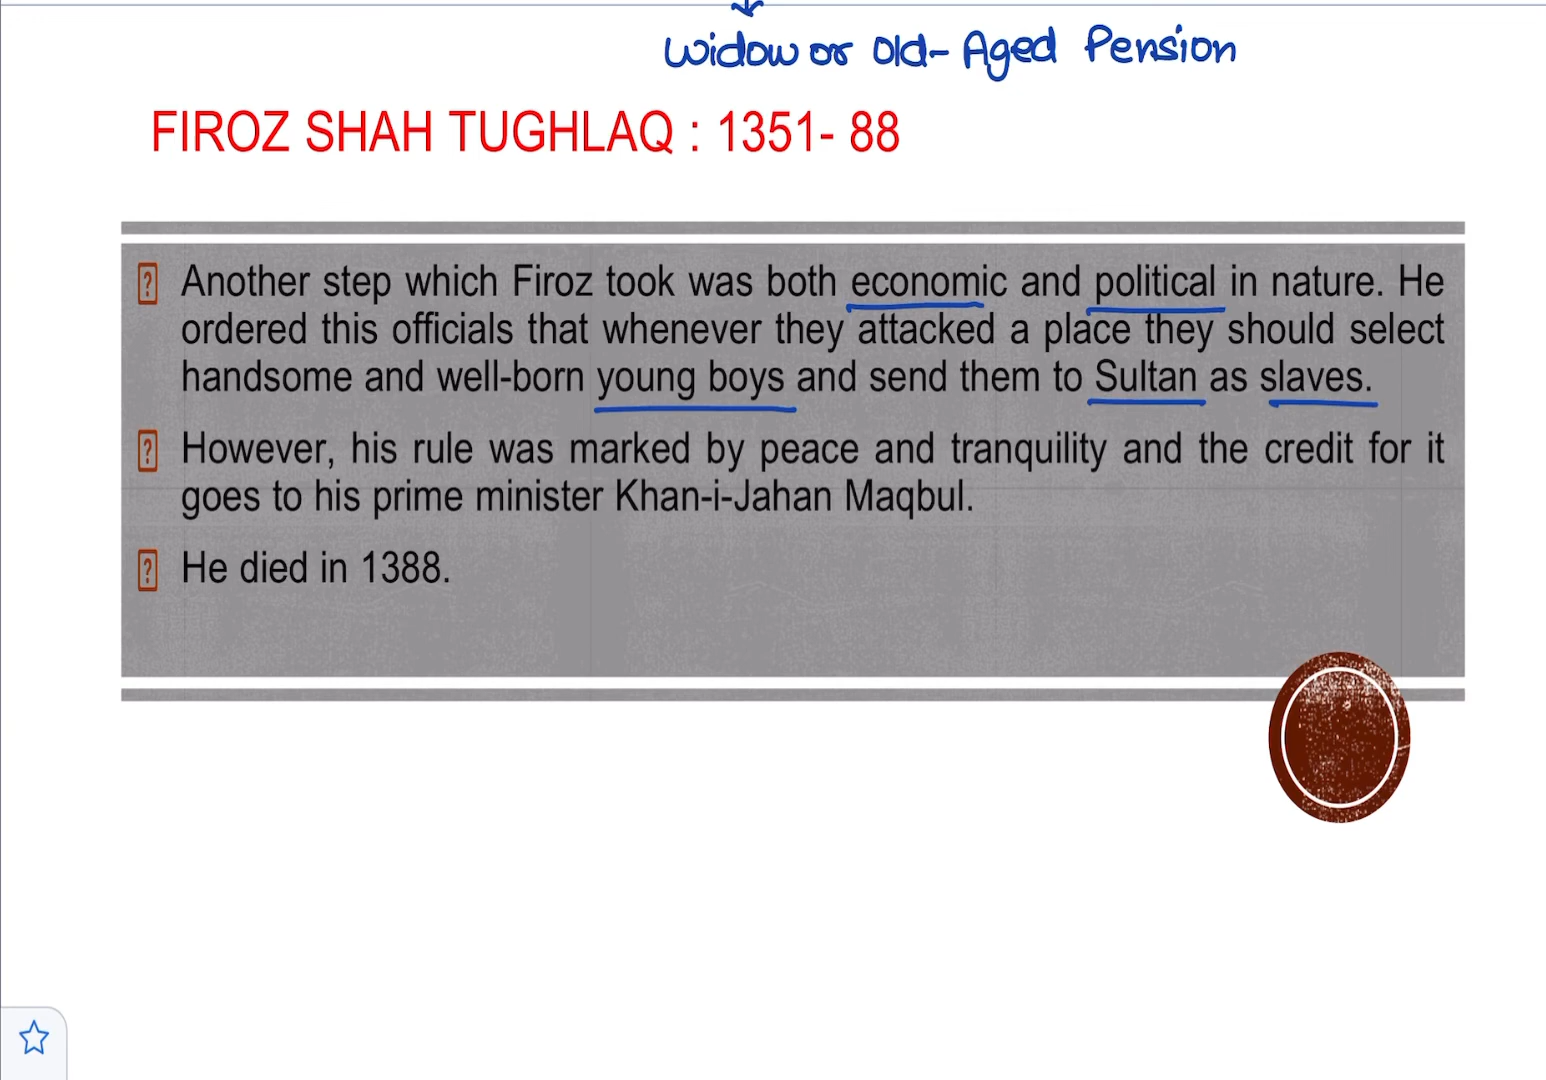 Widow or Old-Aged Pension
FIROZ SHAH TUGHLAQ : 1351- 88
Another step which Firoz took was both economic and political in nature. He
ordered this officials that whenever they attacked a place they should select
handsome and well-born young boys and send them to Sultan as slaves.
However, his rule was marked by peace and tranquility and the credit for it
goes to his prime minister Khan-i-Jahan Maqbul.
He died in 1388.